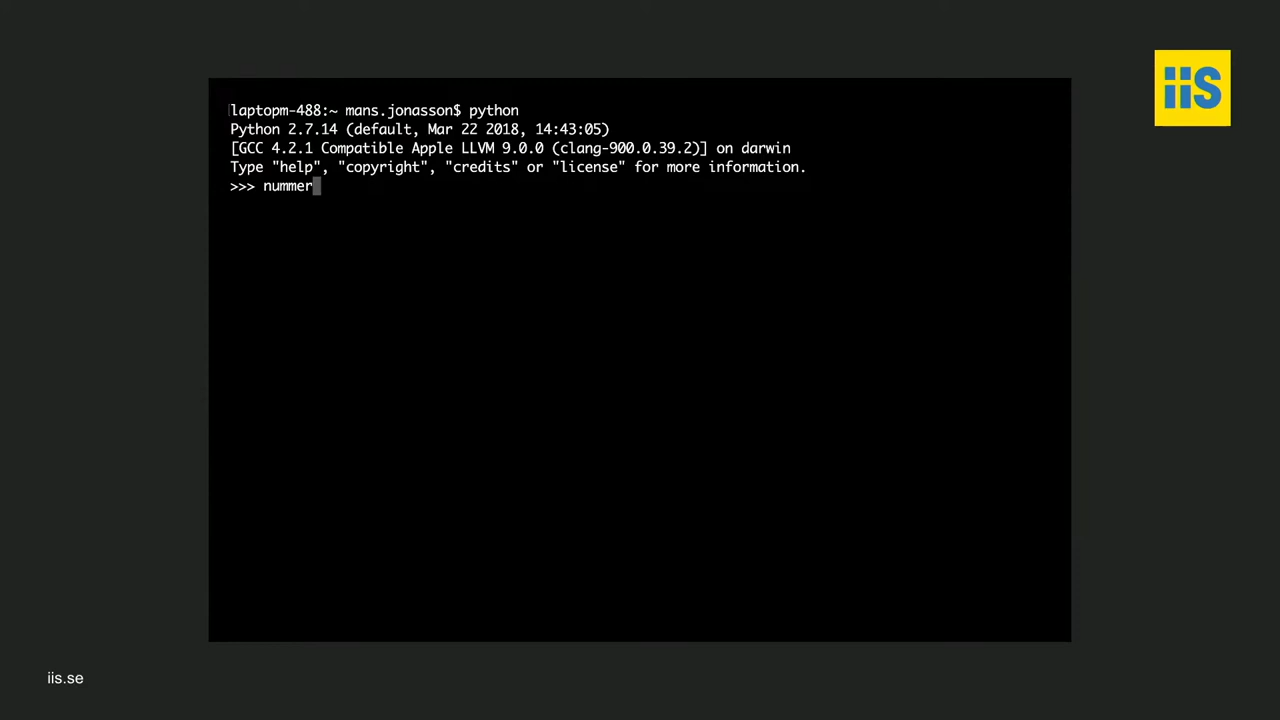 iiS
laptopm-488:~ mans.jonasson$ python
Python 2.7.14 (default, Mar 22 2018, 14:43:05)
[GCC 4.2.1 Compatible Apple LLVM 9.0.0 (clang-900.0.39.2)] on darwin
Type "help", "copyright", "credits" or "license" for more information.
>>> nummer
iis.se